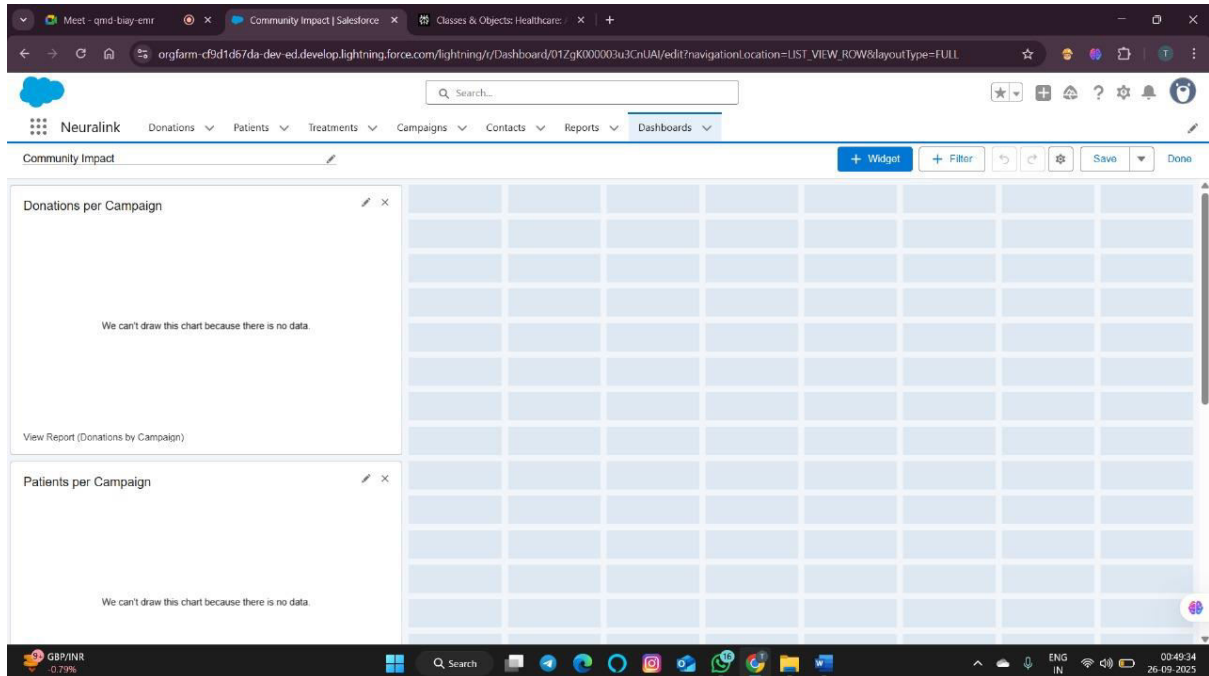 Meet - qmd-biay-emr
Community Impact | Salesforce
Classes & Objects: Healthcare:
orgfarm-cf9d1d67da-dev-ed.develop.lightning.force.com/lightning/r/Dashboard/01ZgK000003u3CnUAI/edit?navigationLocation=LIST_VIEW_ROW&layoutType=FULL
T
Search...
Neuralink Donations Patients Treatments Campaigns Contacts Reports Dashboards
Community Impact
+ Widget + Filter Save Done
Donations per Campaign
We can't draw this chart because there is no data.
View Report (Donations by Campaign)
Patients per Campaign
We can't draw this chart because there is no data.
9+ GBP/INR
-0.79%
Search
16
T
ENG
IN
00:49:34
26-09-2025